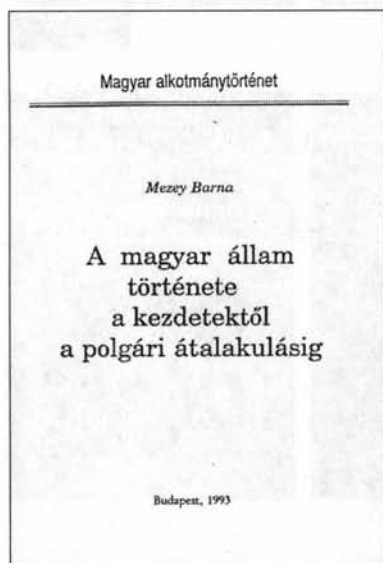 Magyar alkotmánytörténet
Mezey Barna
A magyar állam
története
a kezdetektől
a polgári átalakulásig
Budapest, 1993